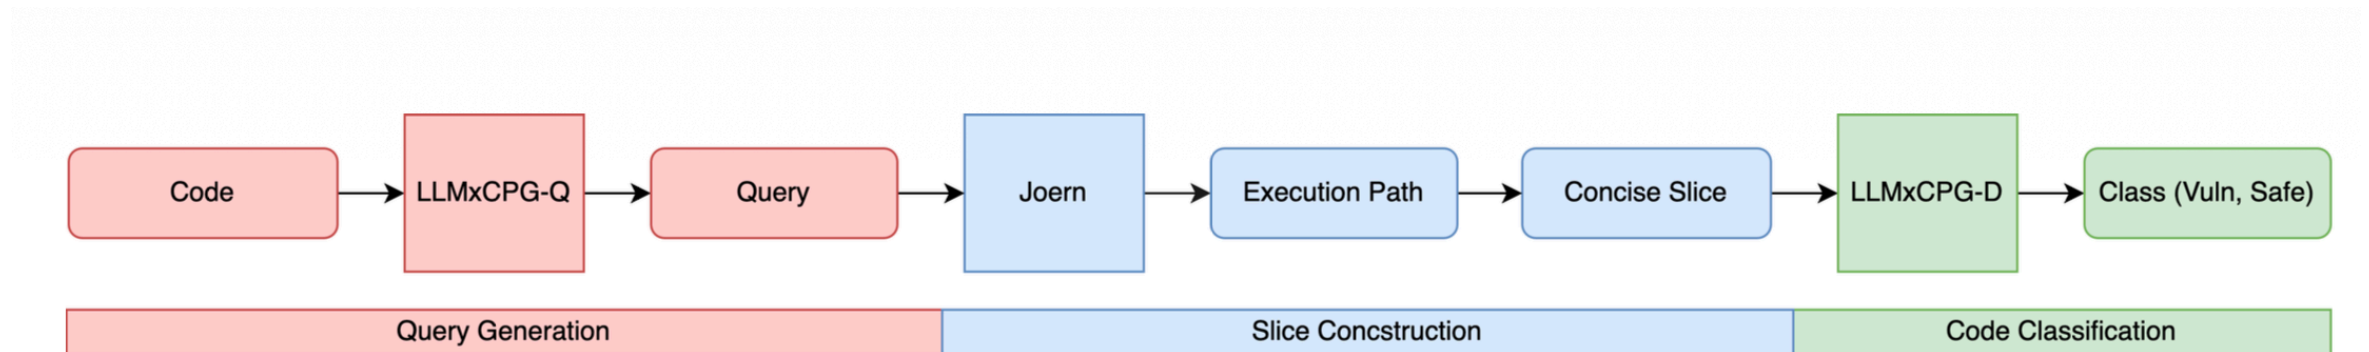 Code
LLMxCPG-Q
Query
Joern
Execution Path
Concise Slice
LLMxCPG-D
Class (Vuln, Safe)
Query Generation
Slice Concstruction
Code Classification